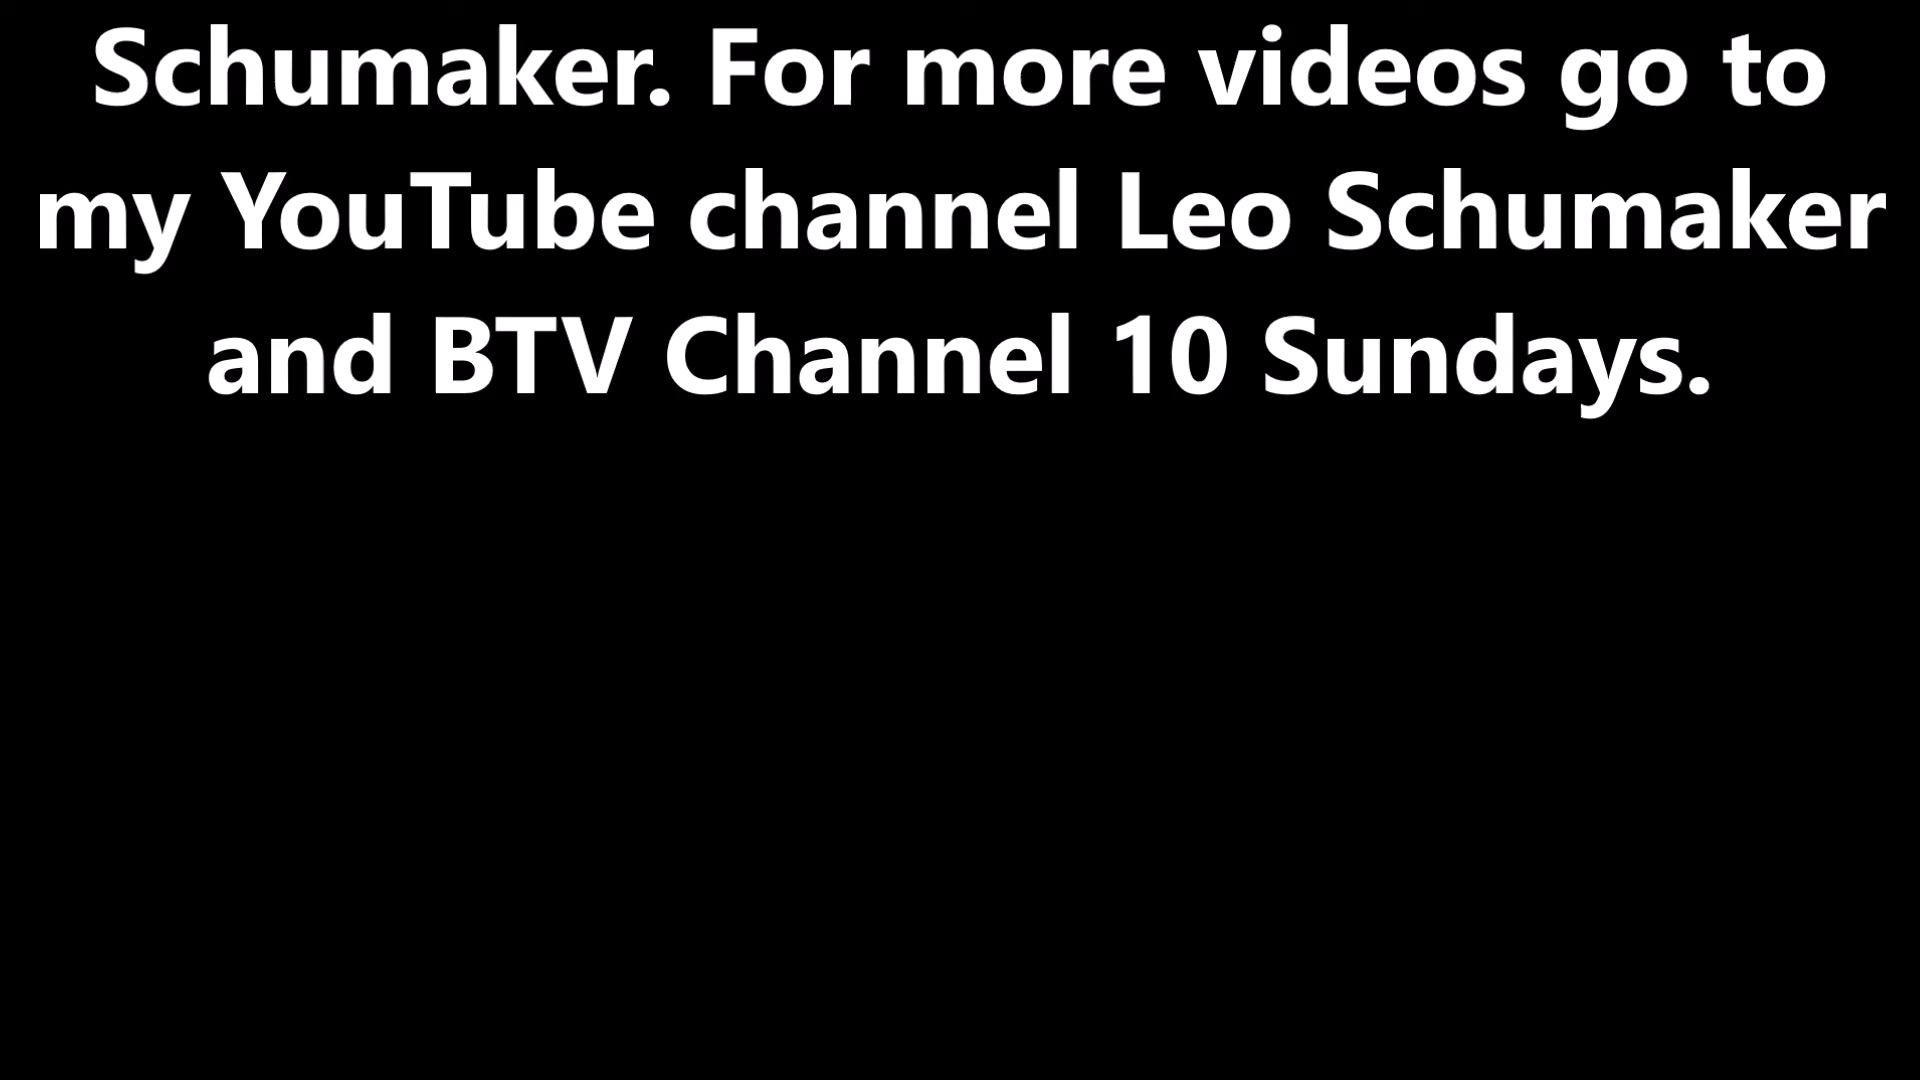 Schumaker. For more videos go to
my YouTube channel Leo Schumaker
and BTV Channel 10 Sundays.